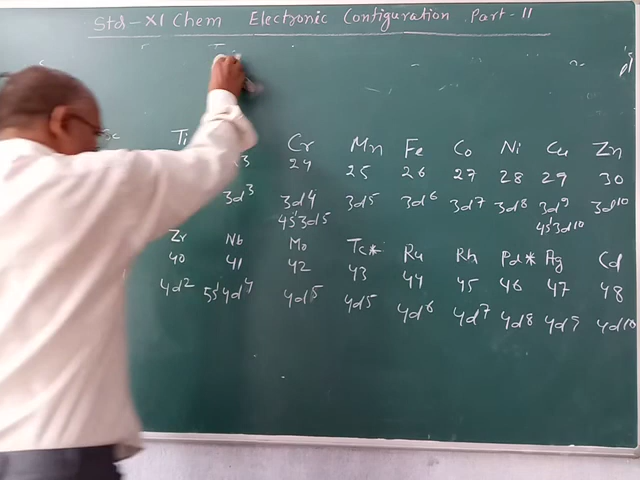 Std-XI Chem Electronic Configuration Part-II
Sc Ti Cr Mn Fe Co Ni Cu Zn
24 25 26 27 28 29 30
3d³ 3d⁴ 3d⁵ 3d⁶ 3d⁷ 3d⁸ 3d⁹ 3d¹⁰
4s¹3d⁵ 4s¹3d¹⁰
Zr Nb Mo Tc* Ru Rh Pd* Ag Cd
40 41 42 43 44 45 46 47 48
4d² 5s¹4d⁴ 4d⁵ 4d⁵ 4d⁶ 4d⁷ 4d⁸ 4d⁹ 4d¹⁰